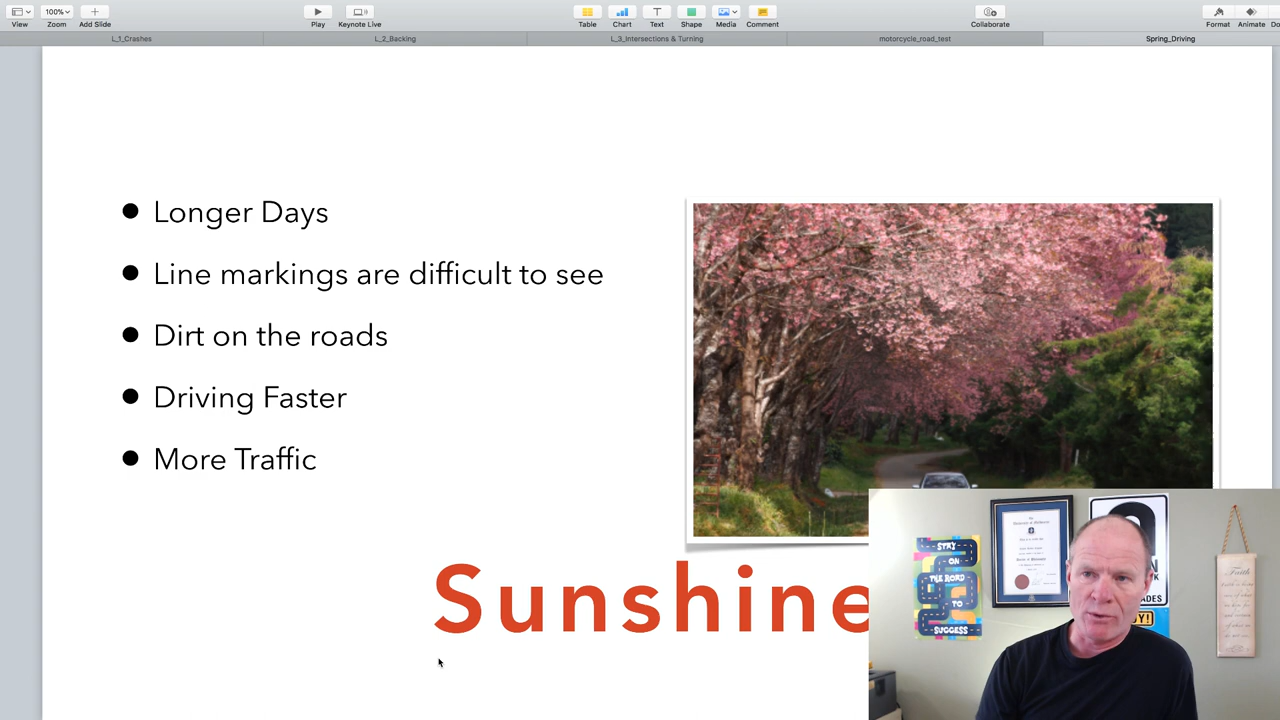 View
100%
Zoom
Add Slide
Play
Keynote Live
Table
Chart
Text
Shape
Media
Comment
Collaborate
Format
Animate
L_1_Crashes
L_2_Backing
L_3_Intersections & Turning
motorcycle_road_test
Spring_Driving
Longer Days
Line markings are difficult to see
Dirt on the roads
Driving Faster
More Traffic
Sunshine
STAY
ON
THE ROAD
TO
SUCCESS
Faith